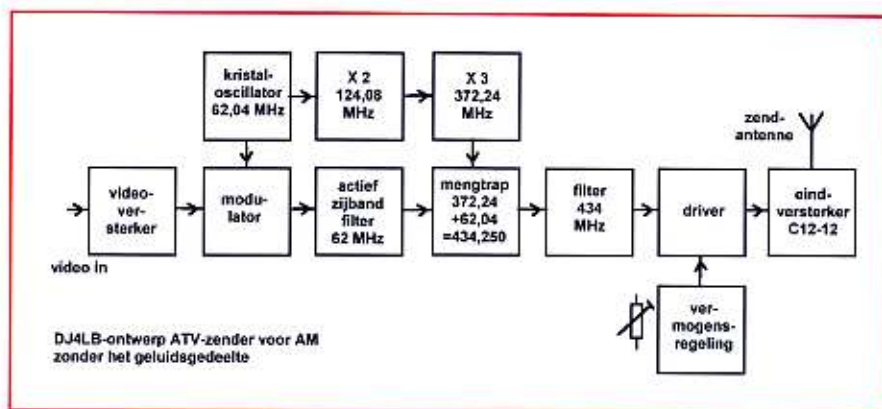 kristal-
oscillator
62,04 MHz
X 2
124,08
MHz
X 3
372,24
MHz
zend-
antenne
video-
ver-
sterker
modu-
lator
actief
zijband
filter
62 MHz
mengtrap
372,24
+62,04
=434,250
filter
434
MHz
driver
eind-
versterker
C12-12
video in
ver-
mogens-
regeling
DJ4LB-ontwerp ATV-zender voor AM
zonder het geluidsgedeelte